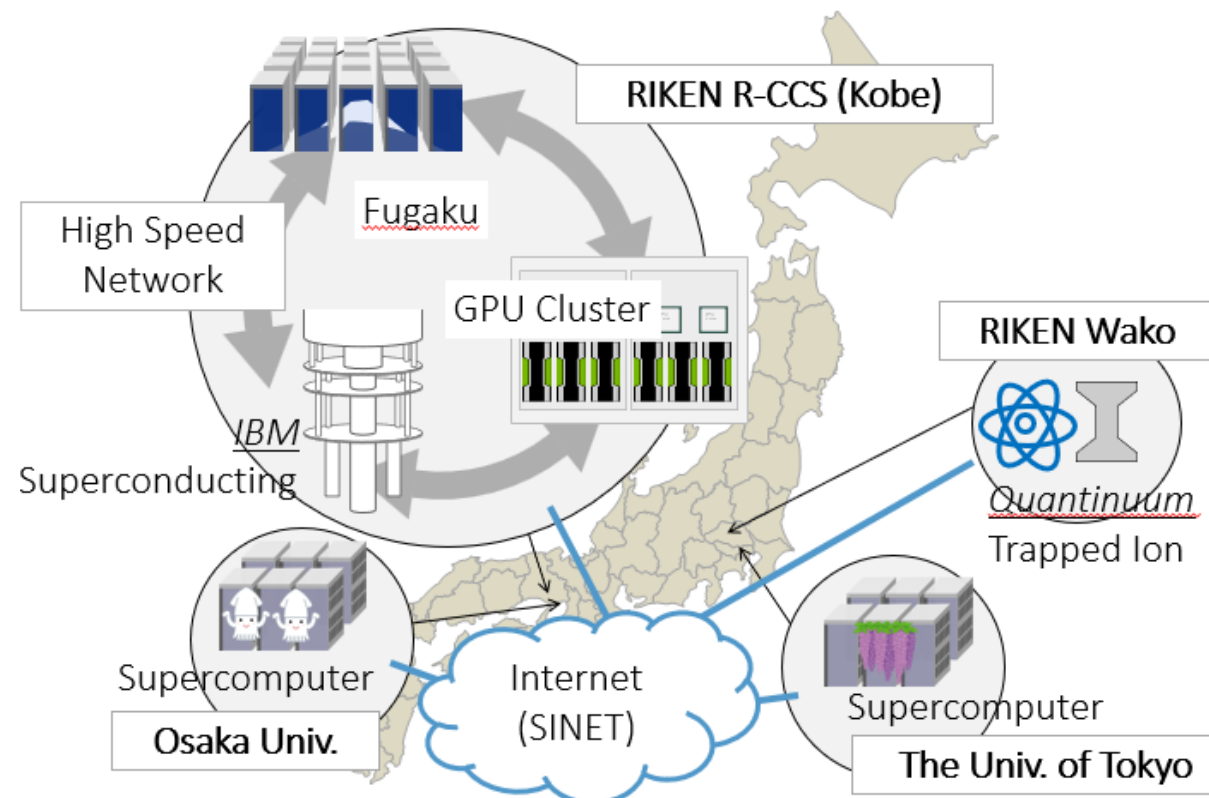 RIKEN R-CCS (Kobe)
Fugaku
High Speed
Network
GPU Cluster
RIKEN Wako
IBM
Superconducting
Quantinuum
Trapped Ion
Supercomputer
Osaka Univ.
Internet
(SINET)
Supercomputer
The Univ. of Tokyo